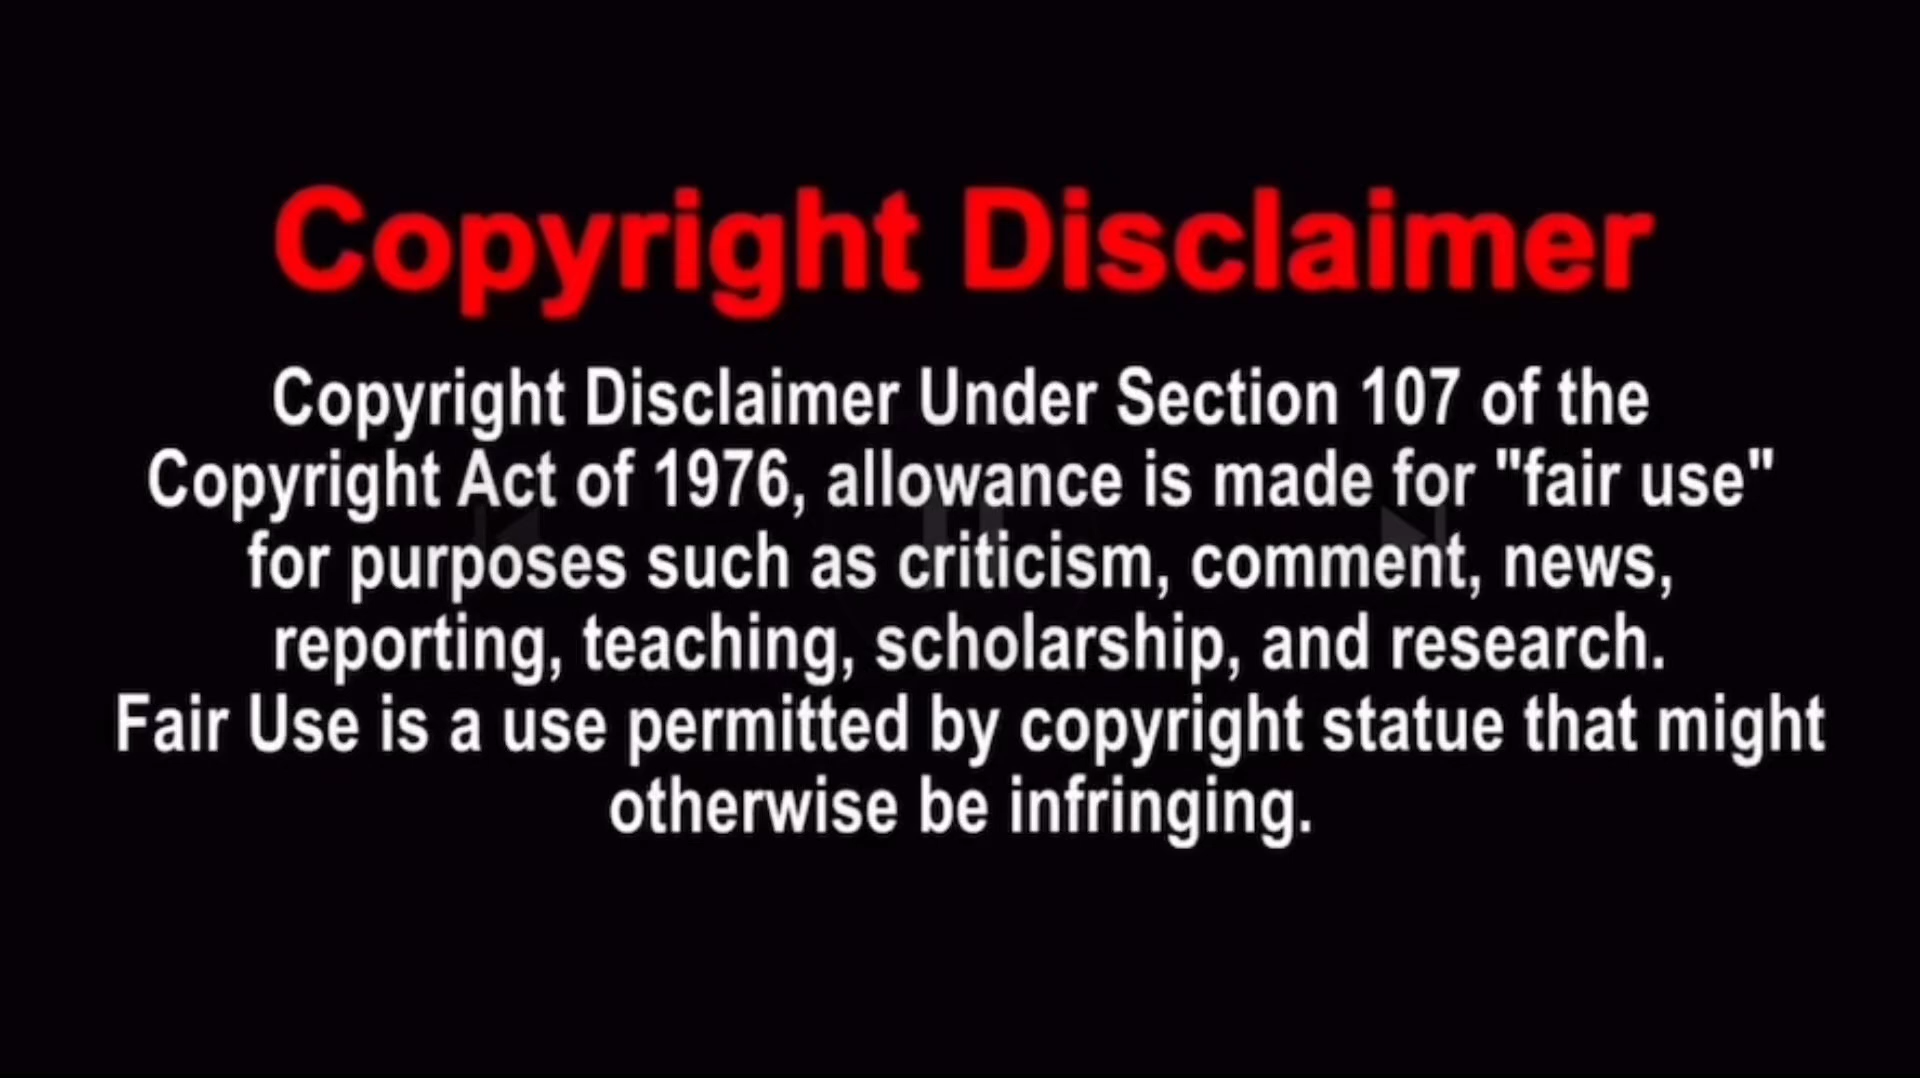 Copyright Disclaimer
Copyright Disclaimer Under Section 107 of the
Copyright Act of 1976, allowance is made for "fair use"
for purposes such as criticism, comment, news,
reporting, teaching, scholarship, and research.
Fair Use is a use permitted by copyright statue that might
otherwise be infringing.